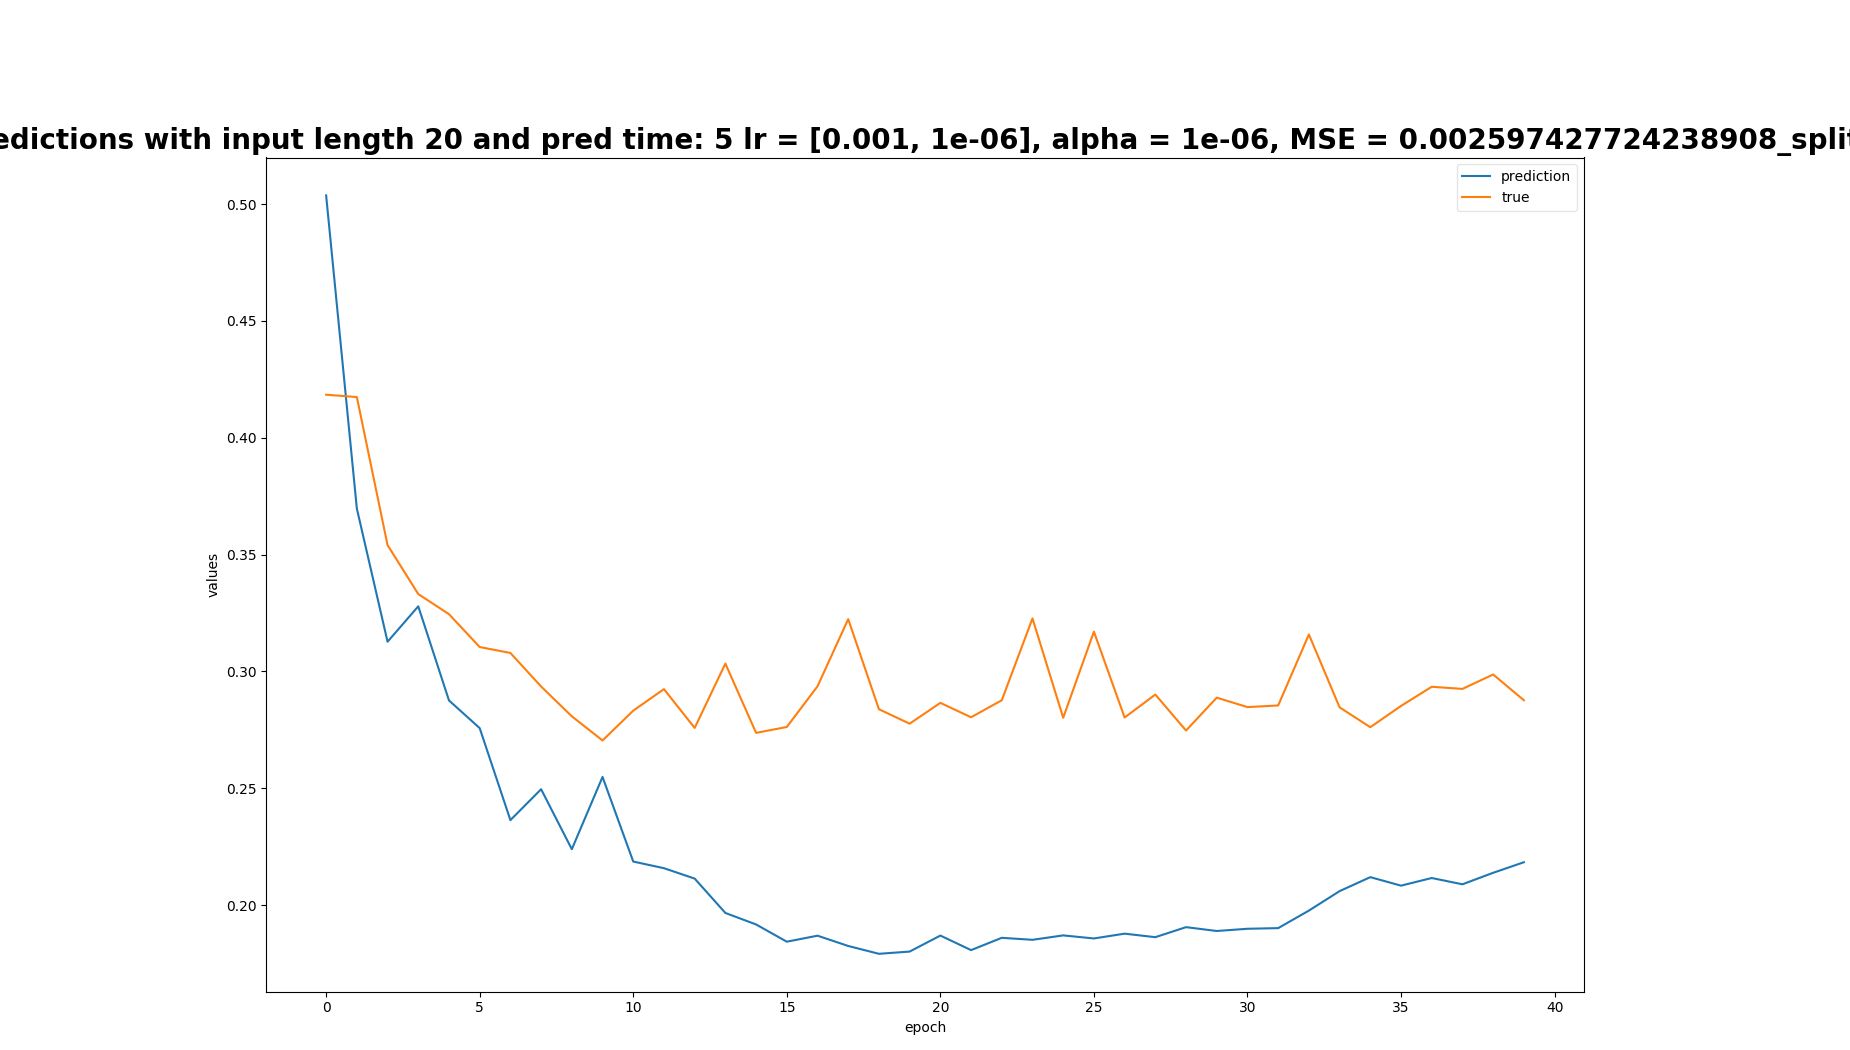 edictions with input length 20 and pred time: 5 lr = [0.001, 1e-06], alpha = 1e-06, MSE = 0.002597427724238908_split
prediction
true
values
0.50
0.45
0.40
0.35
0.30
0.25
0.20
0 5 10 15 20 25 30 35 40
epoch